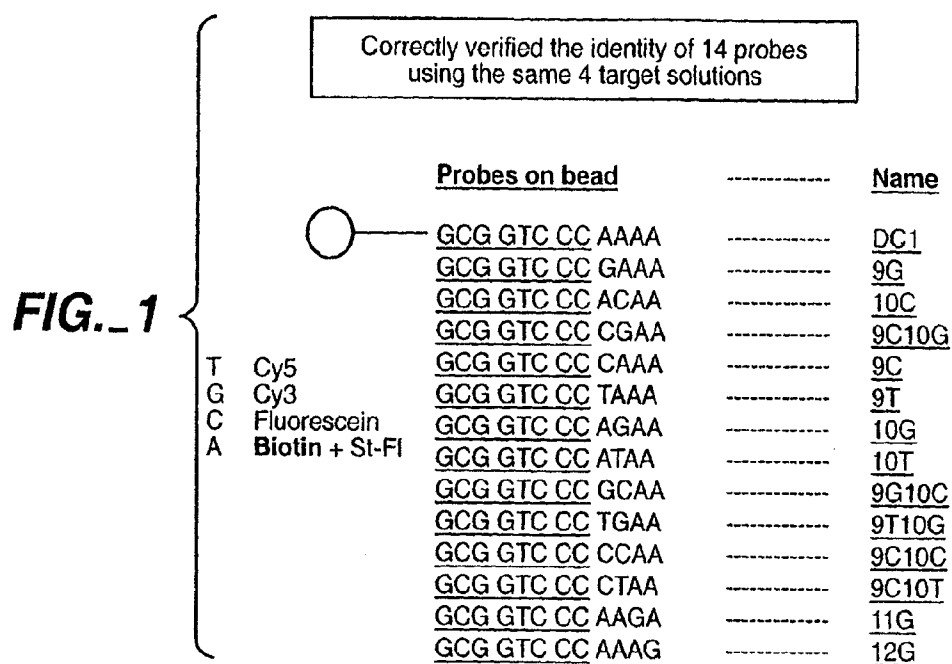 Correctly verified the identity of 14 probes
using the same 4 target solutions
Probes on bead ------------ Name
GCG GTC CC AAAA ------------ DC1
GCG GTC CC GAAA ------------ 9G
GCG GTC CC ACAA ------------ 10C
GCG GTC CC CGAA ------------ 9C10G
GCG GTC CC CAAA ------------ 9C
GCG GTC CC TAAA ------------ 9T
GCG GTC CC AGAA ------------ 10G
GCG GTC CC ATAA ------------ 10T
GCG GTC CC GCAA ------------ 9G10C
GCG GTC CC TGAA ------------ 9T10G
GCG GTC CC CCAA ------------ 9C10C
GCG GTC CC CTAA ------------ 9C10T
GCG GTC CC AAGA ------------ 11G
GCG GTC CC AAAG ------------ 12G
FIG._1
T Cy5
G Cy3
C Fluorescein
A Biotin + St-Fl